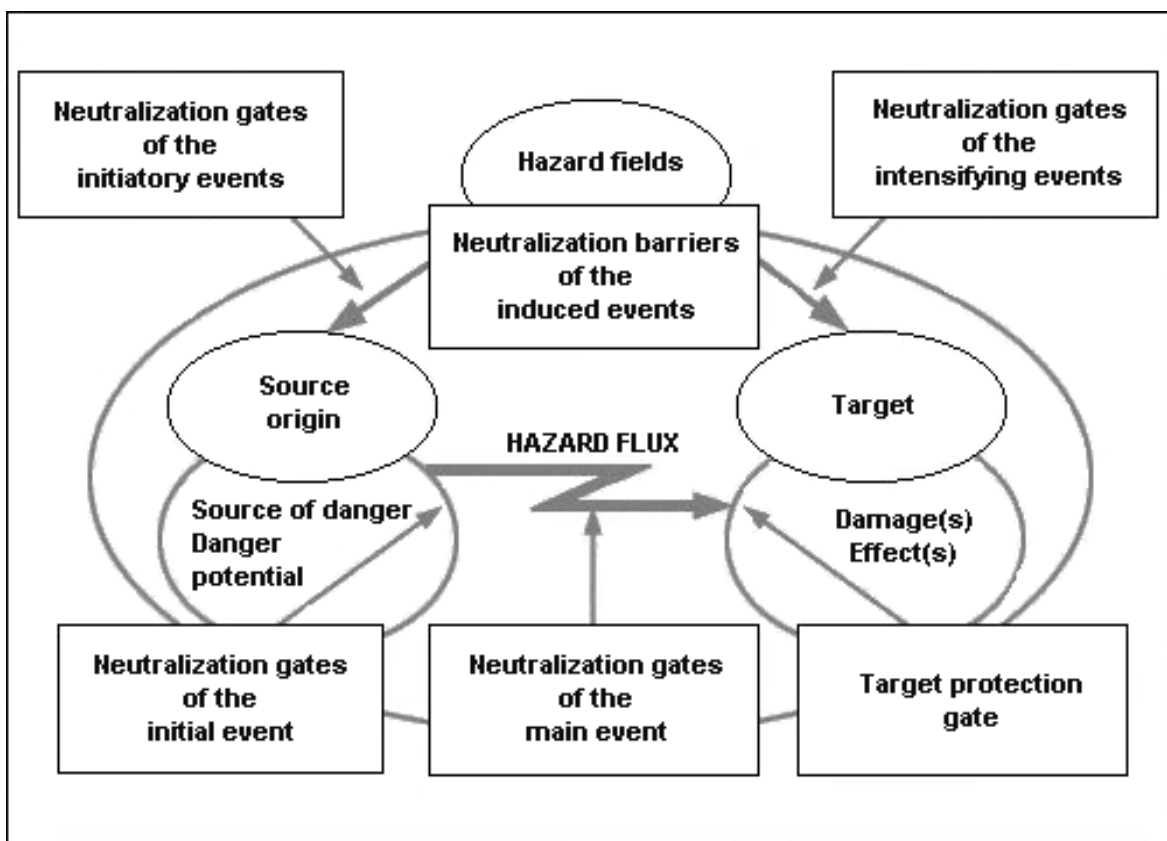 Neutralization gates
of the
initiatory events
Hazard fields
Neutralization gates
of the
intensifying events
Neutralization barriers
of the
induced events
Source
origin
Target
HAZARD FLUX
Source of danger
Danger
potential
Damage(s)
Effect(s)
Neutralization gates
of the
initial event
Neutralization gates
of the
main event
Target protection
gate